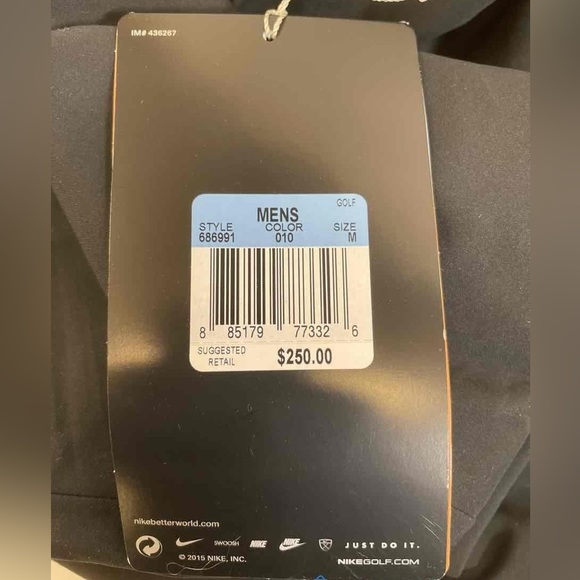 IM# 436267
GOLF
MENS
STYLE COLOR SIZE
686991 010 M
8 85179 77332 6
SUGGESTED RETAIL $250.00
nikebetterworld.com
SWOOSH NIKE NIKE JUST DO IT.
© 2015 NIKE, INC. NIKEGOLF.COM